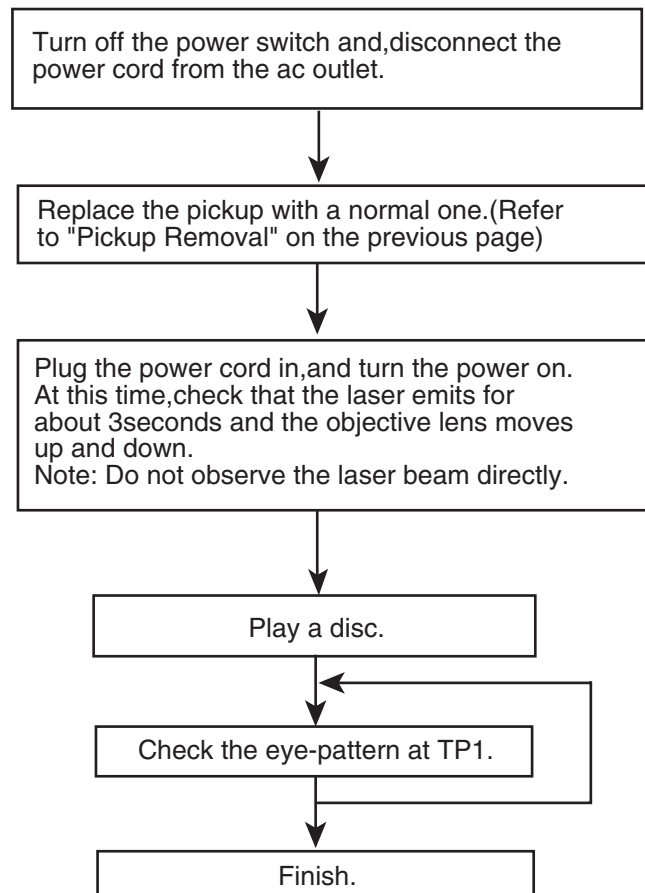 Turn off the power switch and,disconnect the
power cord from the ac outlet.
Replace the pickup with a normal one.(Refer
to "Pickup Removal" on the previous page)
Plug the power cord in,and turn the power on.
At this time,check that the laser emits for
about 3seconds and the objective lens moves
up and down.
Note: Do not observe the laser beam directly.
Play a disc.
Check the eye-pattern at TP1.
Finish.